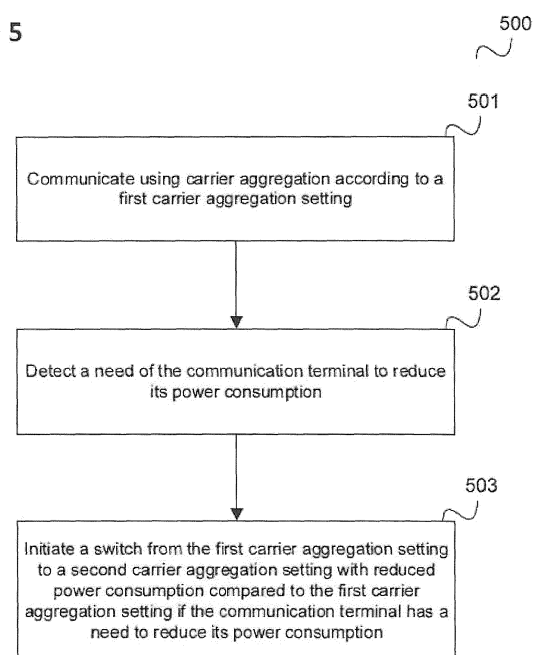 5
500
501
Communicate using carrier aggregation according to a
first carrier aggregation setting
502
Detect a need of the communication terminal to reduce
its power consumption
503
Initiate a switch from the first carrier aggregation setting
to a second carrier aggregation setting with reduced
power consumption compared to the first carrier
aggregation setting if the communication terminal has a
need to reduce its power consumption